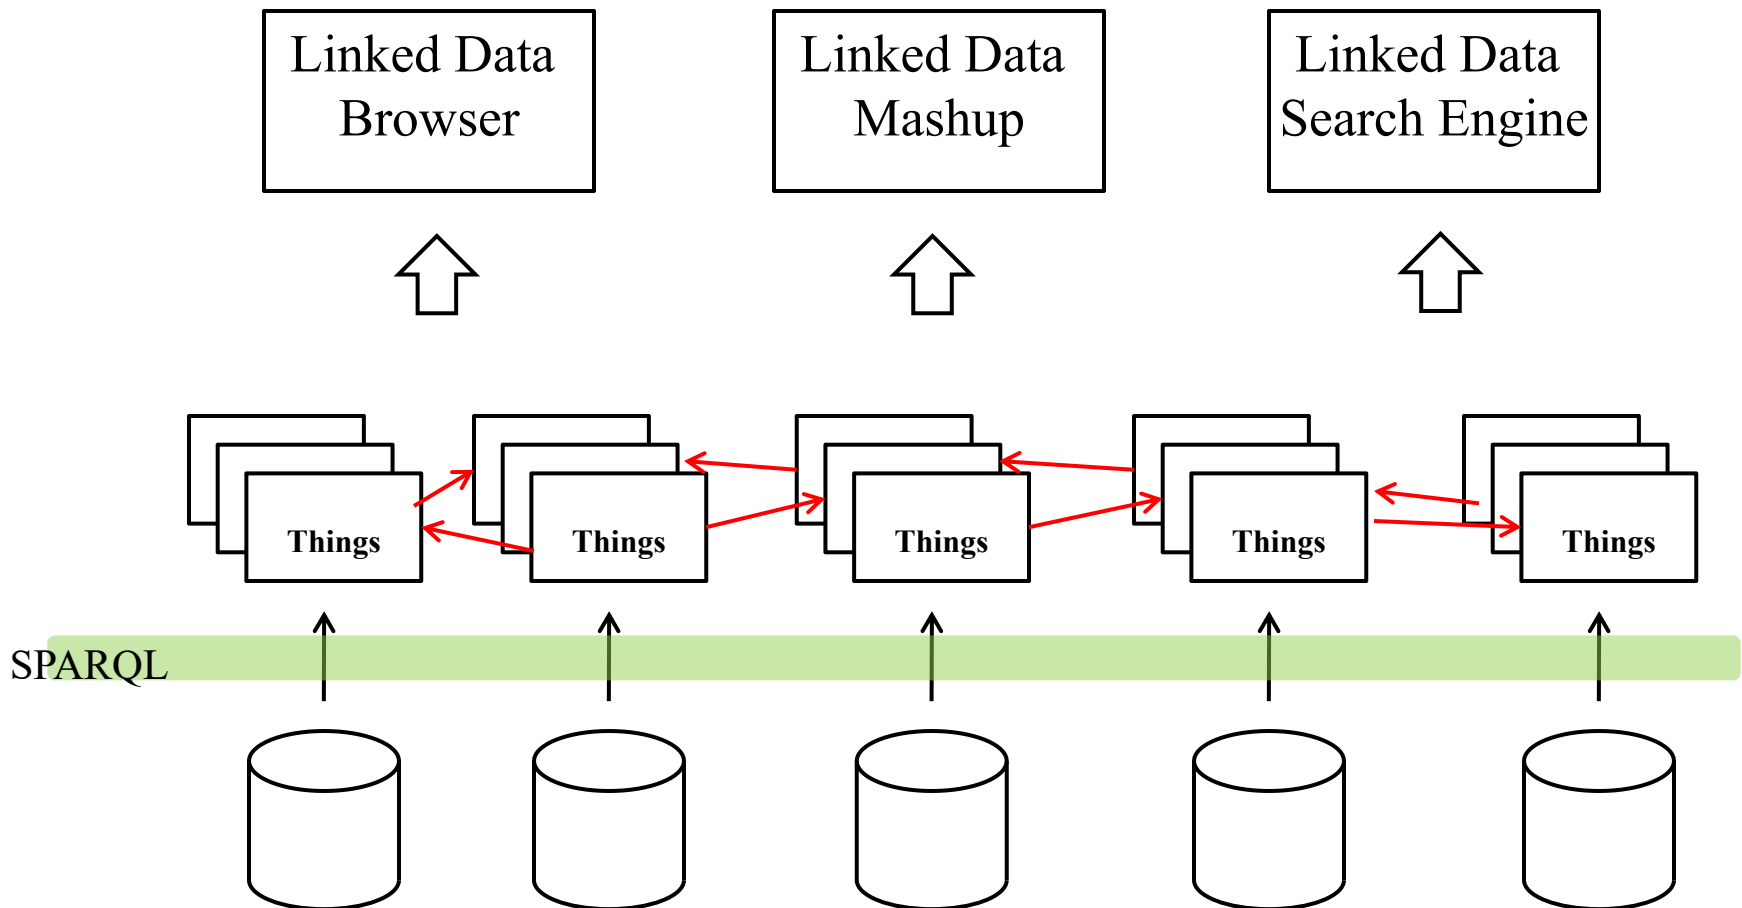 Linked Data
Browser
Linked Data
Mashup
Linked Data
Search Engine
Things
Things
Things
Things
Things
SPARQL